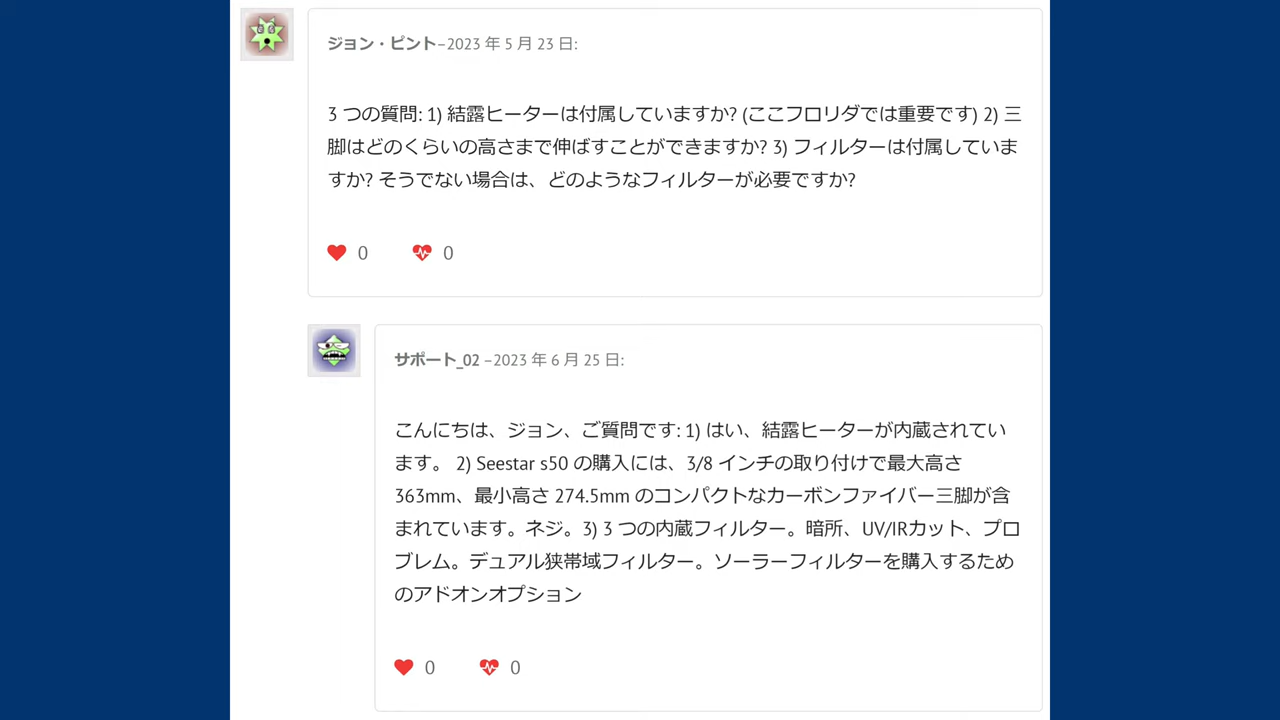 ジョン・ピント–2023 年 5 月 23 日:
3 つの質問: 1) 結露ヒーターは付属していますか? (ここフロリダでは重要です) 2) 三
脚はどのくらいの高さまで伸ばすことができますか? 3) フィルターは付属していま
すか? そうでない場合は、どのようなフィルターが必要ですか?
0 0
サポート_02 –2023 年 6 月 25 日:
こんにちは、ジョン、ご質問です: 1) はい、結露ヒーターが内蔵されてい
ます。 2) Seestar s50 の購入には、3/8 インチの取り付けで最大高さ
363mm、最小高さ 274.5mm のコンパクトなカーボンファイバー三脚が含
まれています。ネジ。3) 3 つの内蔵フィルター。暗所、UV/IRカット、プロ
ブレム。デュアル狭帯域フィルター。ソーラーフィルターを購入するため
のアドオンオプション
0 0